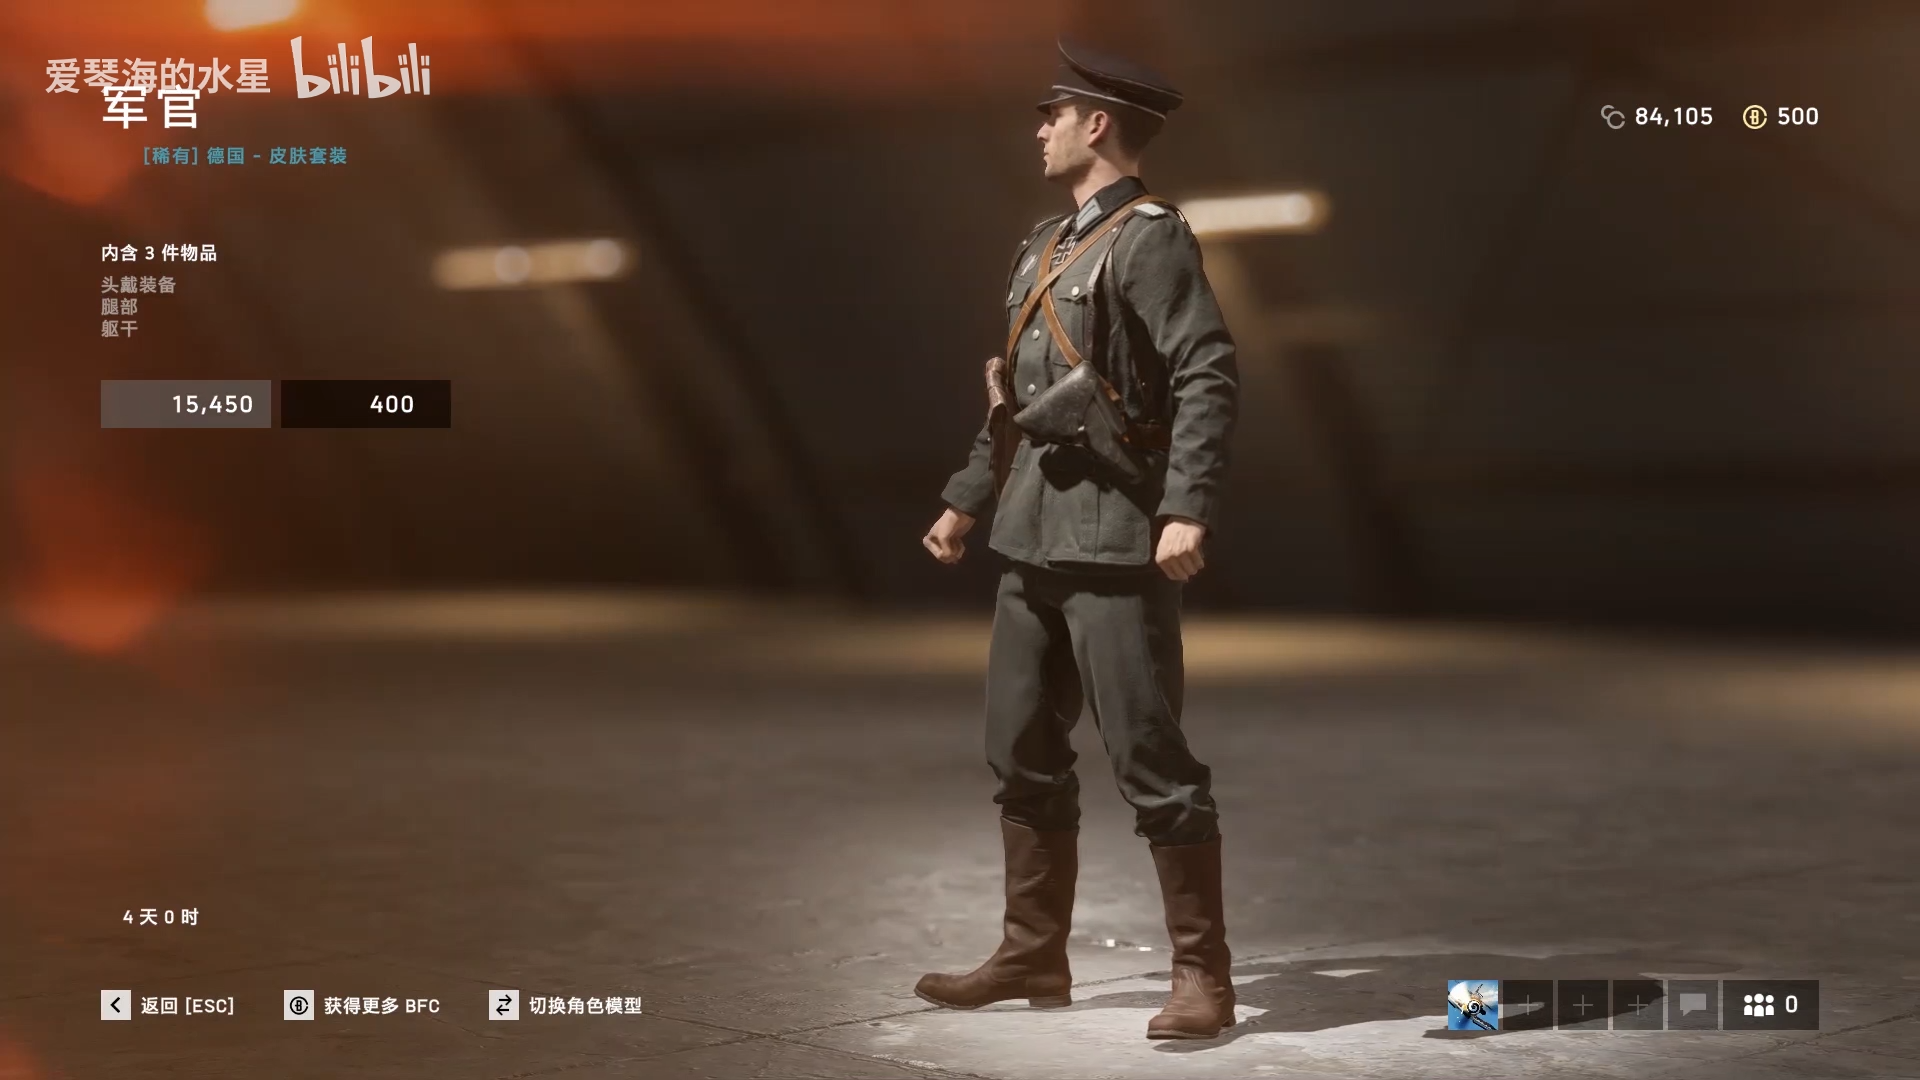 爱琴海的水星 bilibili
军官
[稀有] 德国 - 皮肤套装
84,105
500
内含 3 件物品
头戴装备
腿部
躯干
15,450
400
4 天 0 时
返回 [ESC]
获得更多 BFC
切换角色模型
0